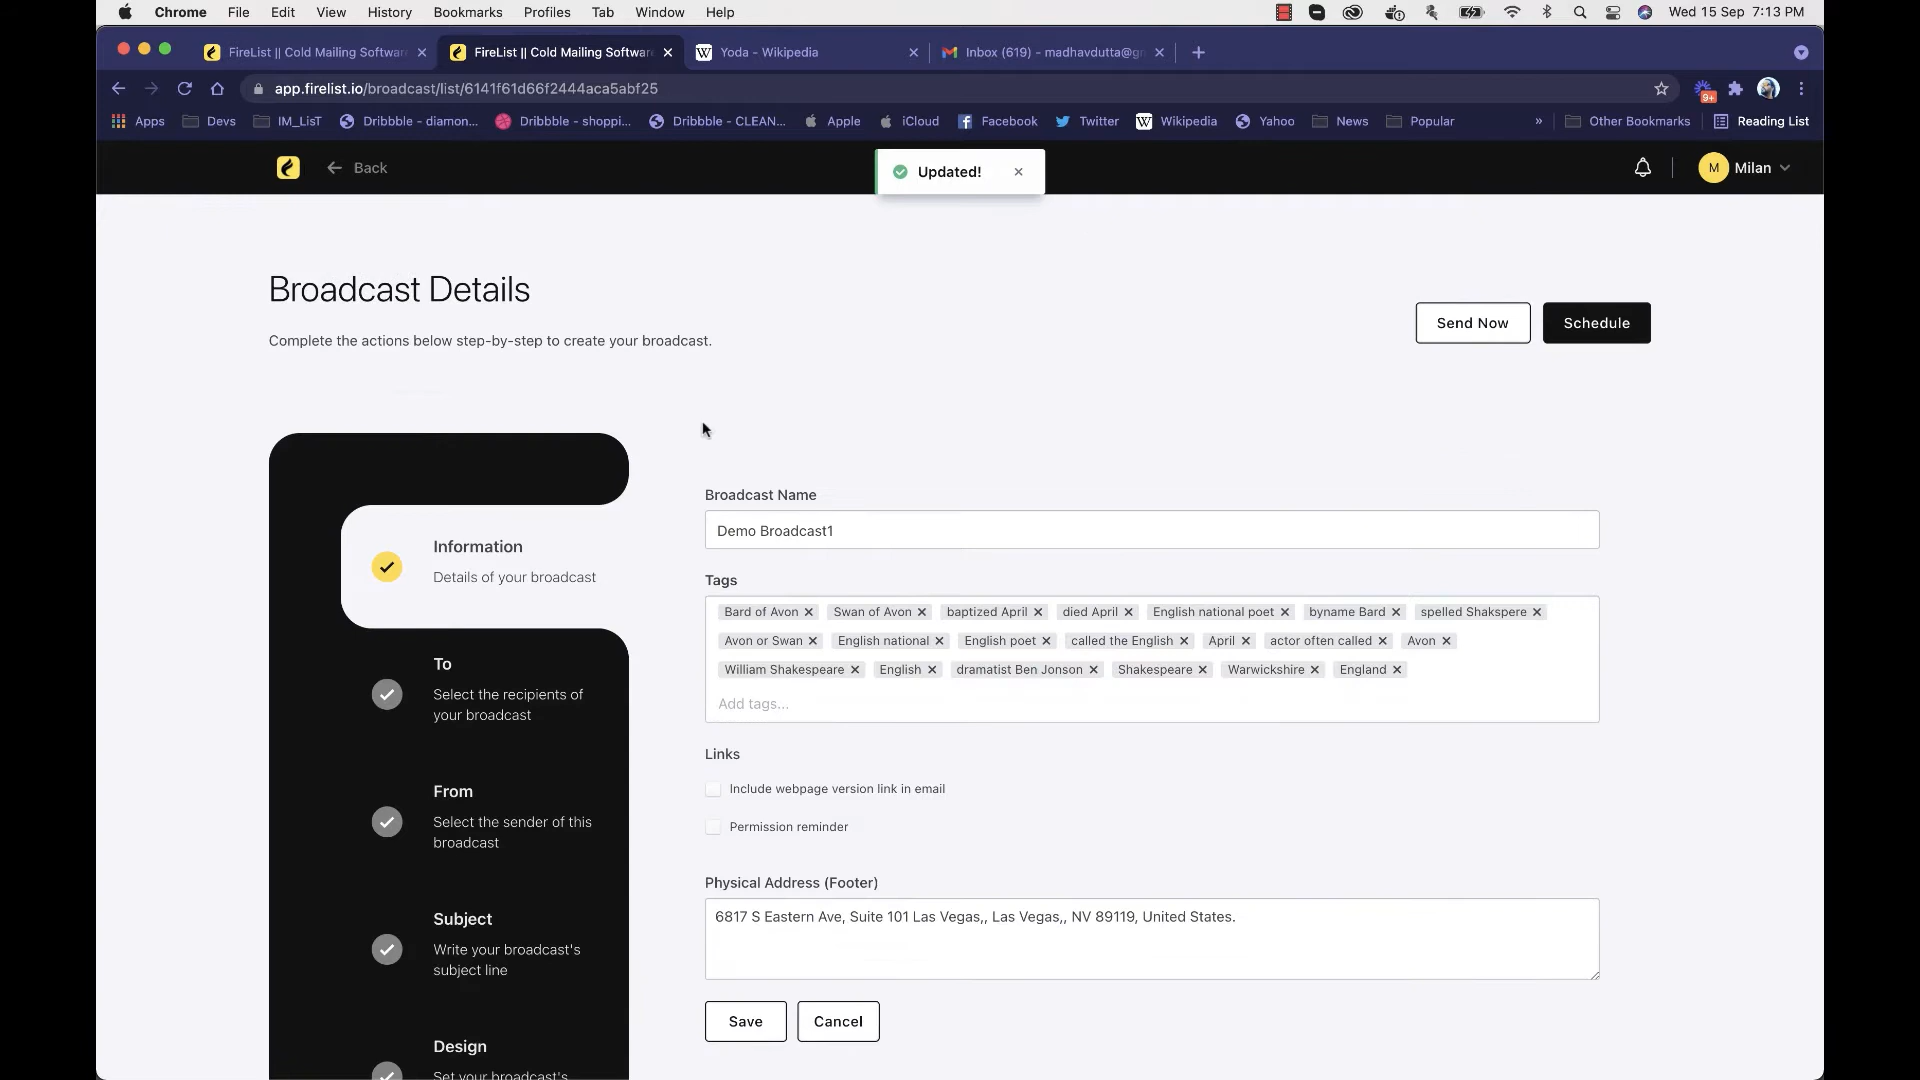 Chrome File Edit View History Bookmarks Profiles Tab Window Help Wed 15 Sep 7:13 PM
FireList || Cold Mailing Software FireList || Cold Mailing Software Yoda - Wikipedia Inbox (619) - madhavdutta@gm
app.firelist.io/broadcast/list/6141f61d66f2444aca5abf25 9+
Apps Devs IM_LisT Dribbble - diamon... Dribbble - shoppi... Dribbble - CLEAN... Apple iCloud Facebook Twitter Wikipedia Yahoo News Popular » Other Bookmarks Reading List
Back Updated! M Milan
Broadcast Details
Send Now Schedule
Complete the actions below step-by-step to create your broadcast.
Information
Details of your broadcast
To
Select the recipients of
your broadcast
From
Select the sender of this
broadcast
Subject
Write your broadcast's
subject line
Design
Set your broadcast's
Broadcast Name
Demo Broadcast1
Tags
Bard of Avon Swan of Avon baptized April died April English national poet byname Bard spelled Shakspere
Avon or Swan English national English poet called the English April actor often called Avon
William Shakespeare English dramatist Ben Jonson Shakespeare Warwickshire England
Add tags...
Links
Include webpage version link in email
Permission reminder
Physical Address (Footer)
6817 S Eastern Ave, Suite 101 Las Vegas,, Las Vegas,, NV 89119, United States.
Save Cancel